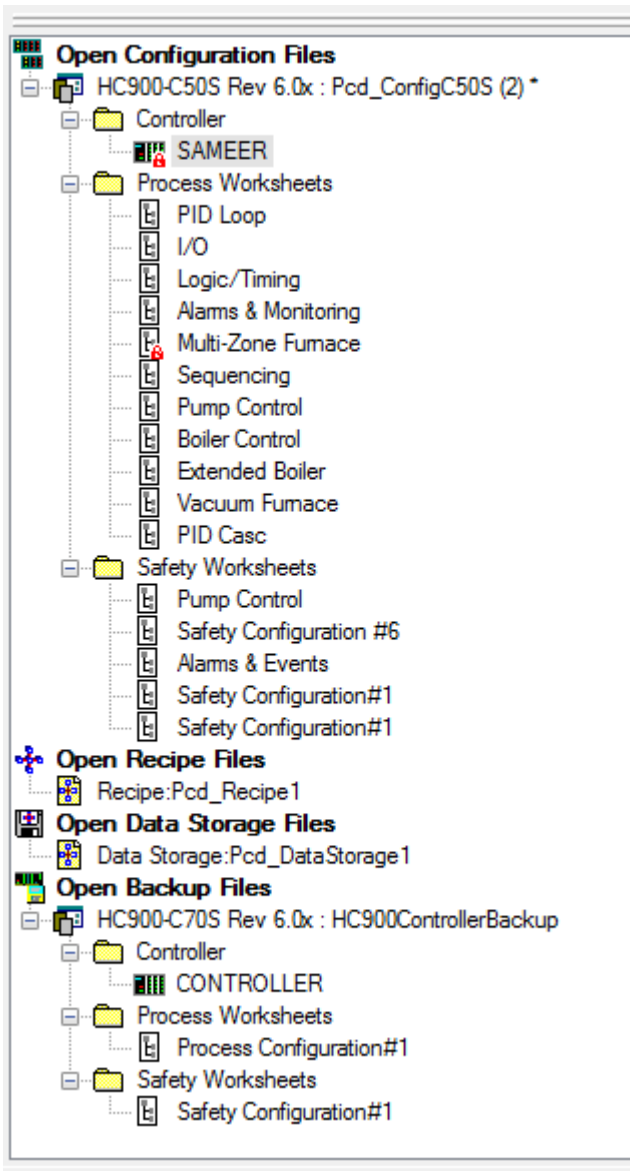 Open Configuration Files
HC900-C50S Rev 6.0x : Pcd_ConfigC50S (2) *
Controller
SAMEER
Process Worksheets
PID Loop
I/O
Logic/Timing
Alarms & Monitoring
Multi-Zone Furnace
Sequencing
Pump Control
Boiler Control
Extended Boiler
Vacuum Furnace
PID Casc
Safety Worksheets
Pump Control
Safety Configuration #6
Alarms & Events
Safety Configuration#1
Safety Configuration#1
Open Recipe Files
Recipe:Pcd_Recipe1
Open Data Storage Files
Data Storage:Pcd_DataStorage1
Open Backup Files
HC900-C70S Rev 6.0x : HC900ControllerBackup
Controller
CONTROLLER
Process Worksheets
Process Configuration#1
Safety Worksheets
Safety Configuration#1